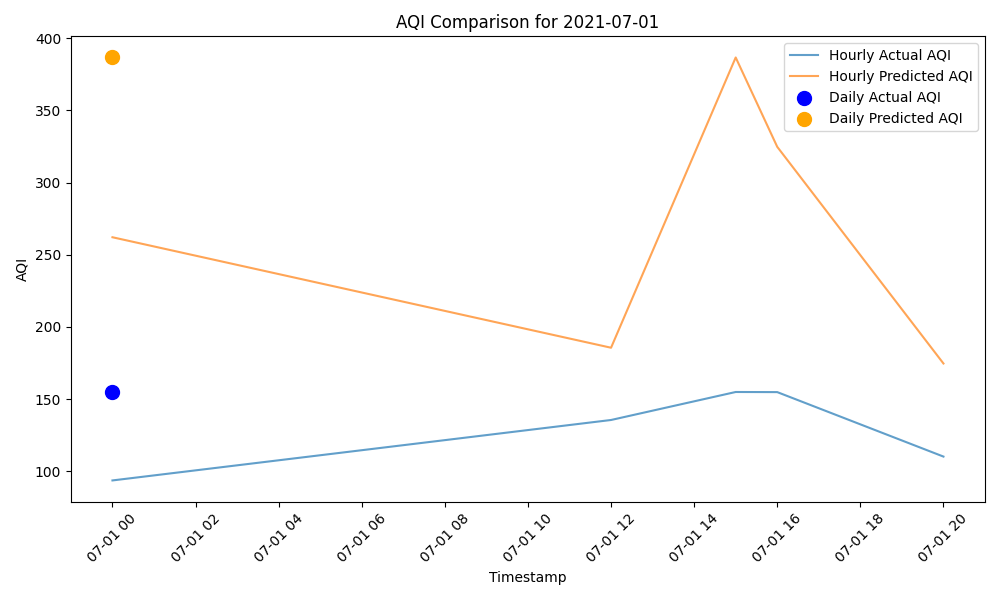 AQI Comparison for 2021-07-01
Hourly Actual AQI
Hourly Predicted AQI
Daily Actual AQI
Daily Predicted AQI
AQI
400
350
300
250
200
150
100
07-01 00
07-01 02
07-01 04
07-01 06
07-01 08
07-01 10
07-01 12
07-01 14
07-01 16
07-01 18
07-01 20
Timestamp